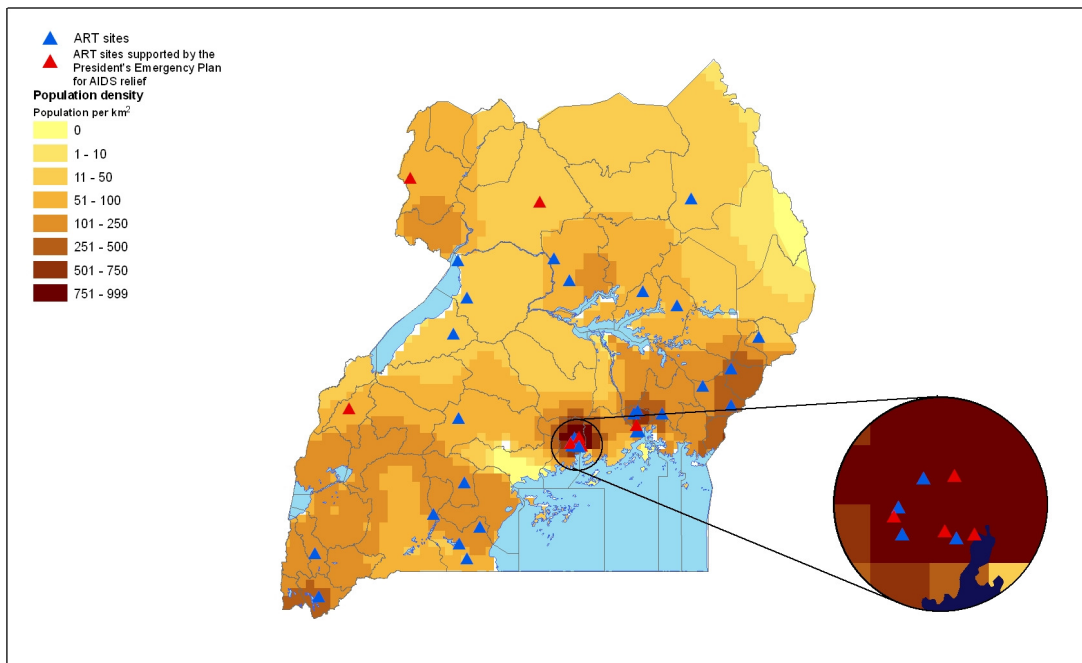 ART sites
ART sites supported by the
President's Emergency Plan
for AIDS relief
Population density
Population per km²
0
1 - 10
11 - 50
51 - 100
101 - 250
251 - 500
501 - 750
751 - 999